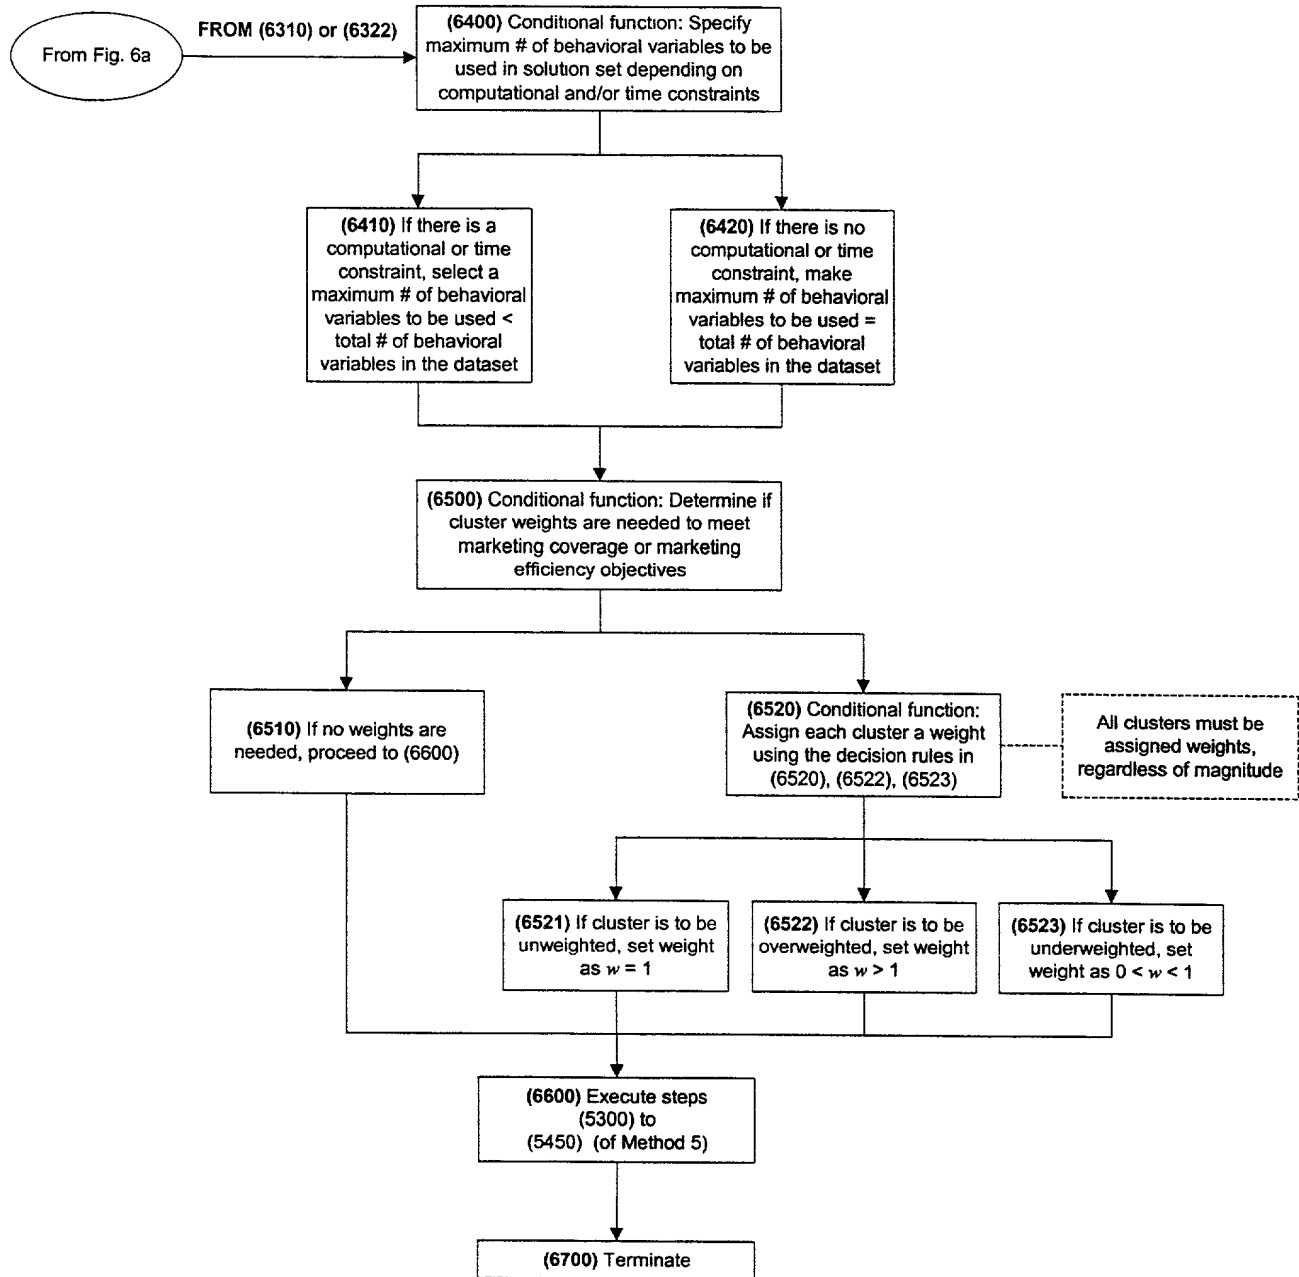 From Fig. 6a
FROM (6310) or (6322)
(6400) Conditional function: Specify
maximum # of behavioral variables to be
used in solution set depending on
computational and/or time constraints
(6410) If there is a
computational or time
constraint, select a
maximum # of behavioral
variables to be used <
total # of behavioral
variables in the dataset
(6420) If there is no
computational or time
constraint, make
maximum # of behavioral
variables to be used =
total # of behavioral
variables in the dataset
(6500) Conditional function: Determine if
cluster weights are needed to meet
marketing coverage or marketing
efficiency objectives
(6510) If no weights are
needed, proceed to (6600)
(6520) Conditional function:
Assign each cluster a weight
using the decision rules in
(6520), (6522), (6523)
All clusters must be
assigned weights,
regardless of magnitude
(6521) If cluster is to be
unweighted, set weight
as w = 1
(6522) If cluster is to be
overweighted, set weight
as w > 1
(6523) If cluster is to be
underweighted, set
weight as 0 < w < 1
(6600) Execute steps
(5300) to
(5450) (of Method 5)
(6700) Terminate